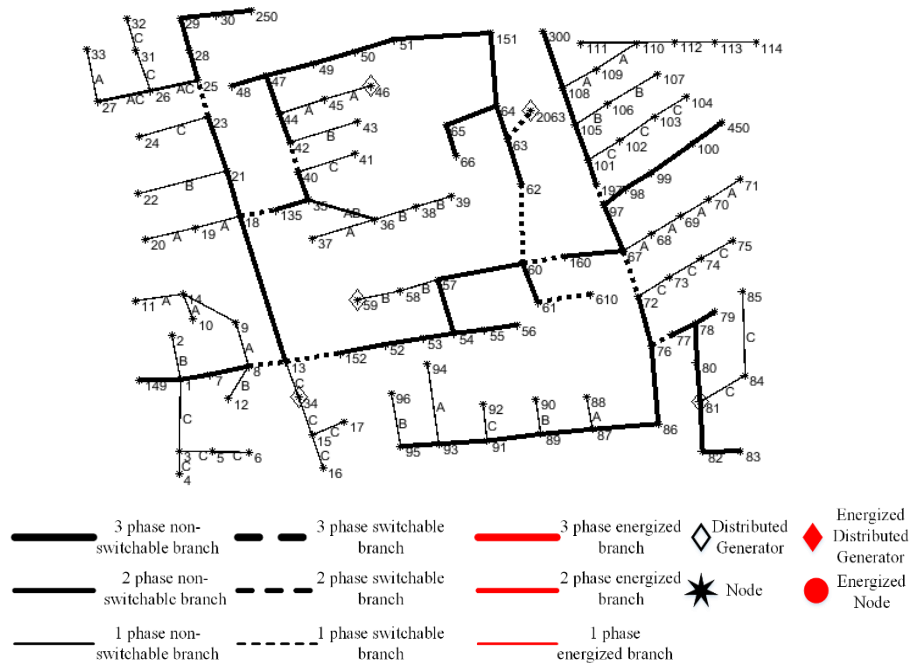 32
29
30
250
33
C
31
28
51
151
300
111
110
112
113
114
50
49
C
A
109
107
47
48
25
AC
26
AC
A
27
46
A
45
A
44
108
A
106
B
104
103
C
102
C
105
64
2063
450
23
C
24
43
B
42
65
63
100
66
41
C
40
101
99
21
B
22
62
197
98
71
A
70
A
69
A
68
A
67
97
39
B
38
B
36
AB
35
135
18
A
19
A
20
A
37
75
C
74
C
73
C
72
60
160
57
B
58
B
59
61
610
11
A
14
A
10
9
A
85
79
78
77
76
2
B
56
55
54
53
52
152
13
8
7
1
149
B
12
C
80
84
C
81
94
C
34
C
96
92
90
88
A
B
C
B
A
17
C
15
C
16
C
3
C
5
C
6
C
4
95
93
91
89
87
86
82
83
3 phase non-
switchable branch
3 phase switchable
branch
3 phase energized
branch
Distributed
Generator
Energized
Distributed
Generator
2 phase non-
switchable branch
2 phase switchable
branch
2 phase energized
branch
Node
Energized
Node
1 phase non-
switchable branch
1 phase switchable
branch
1 phase
energized branch